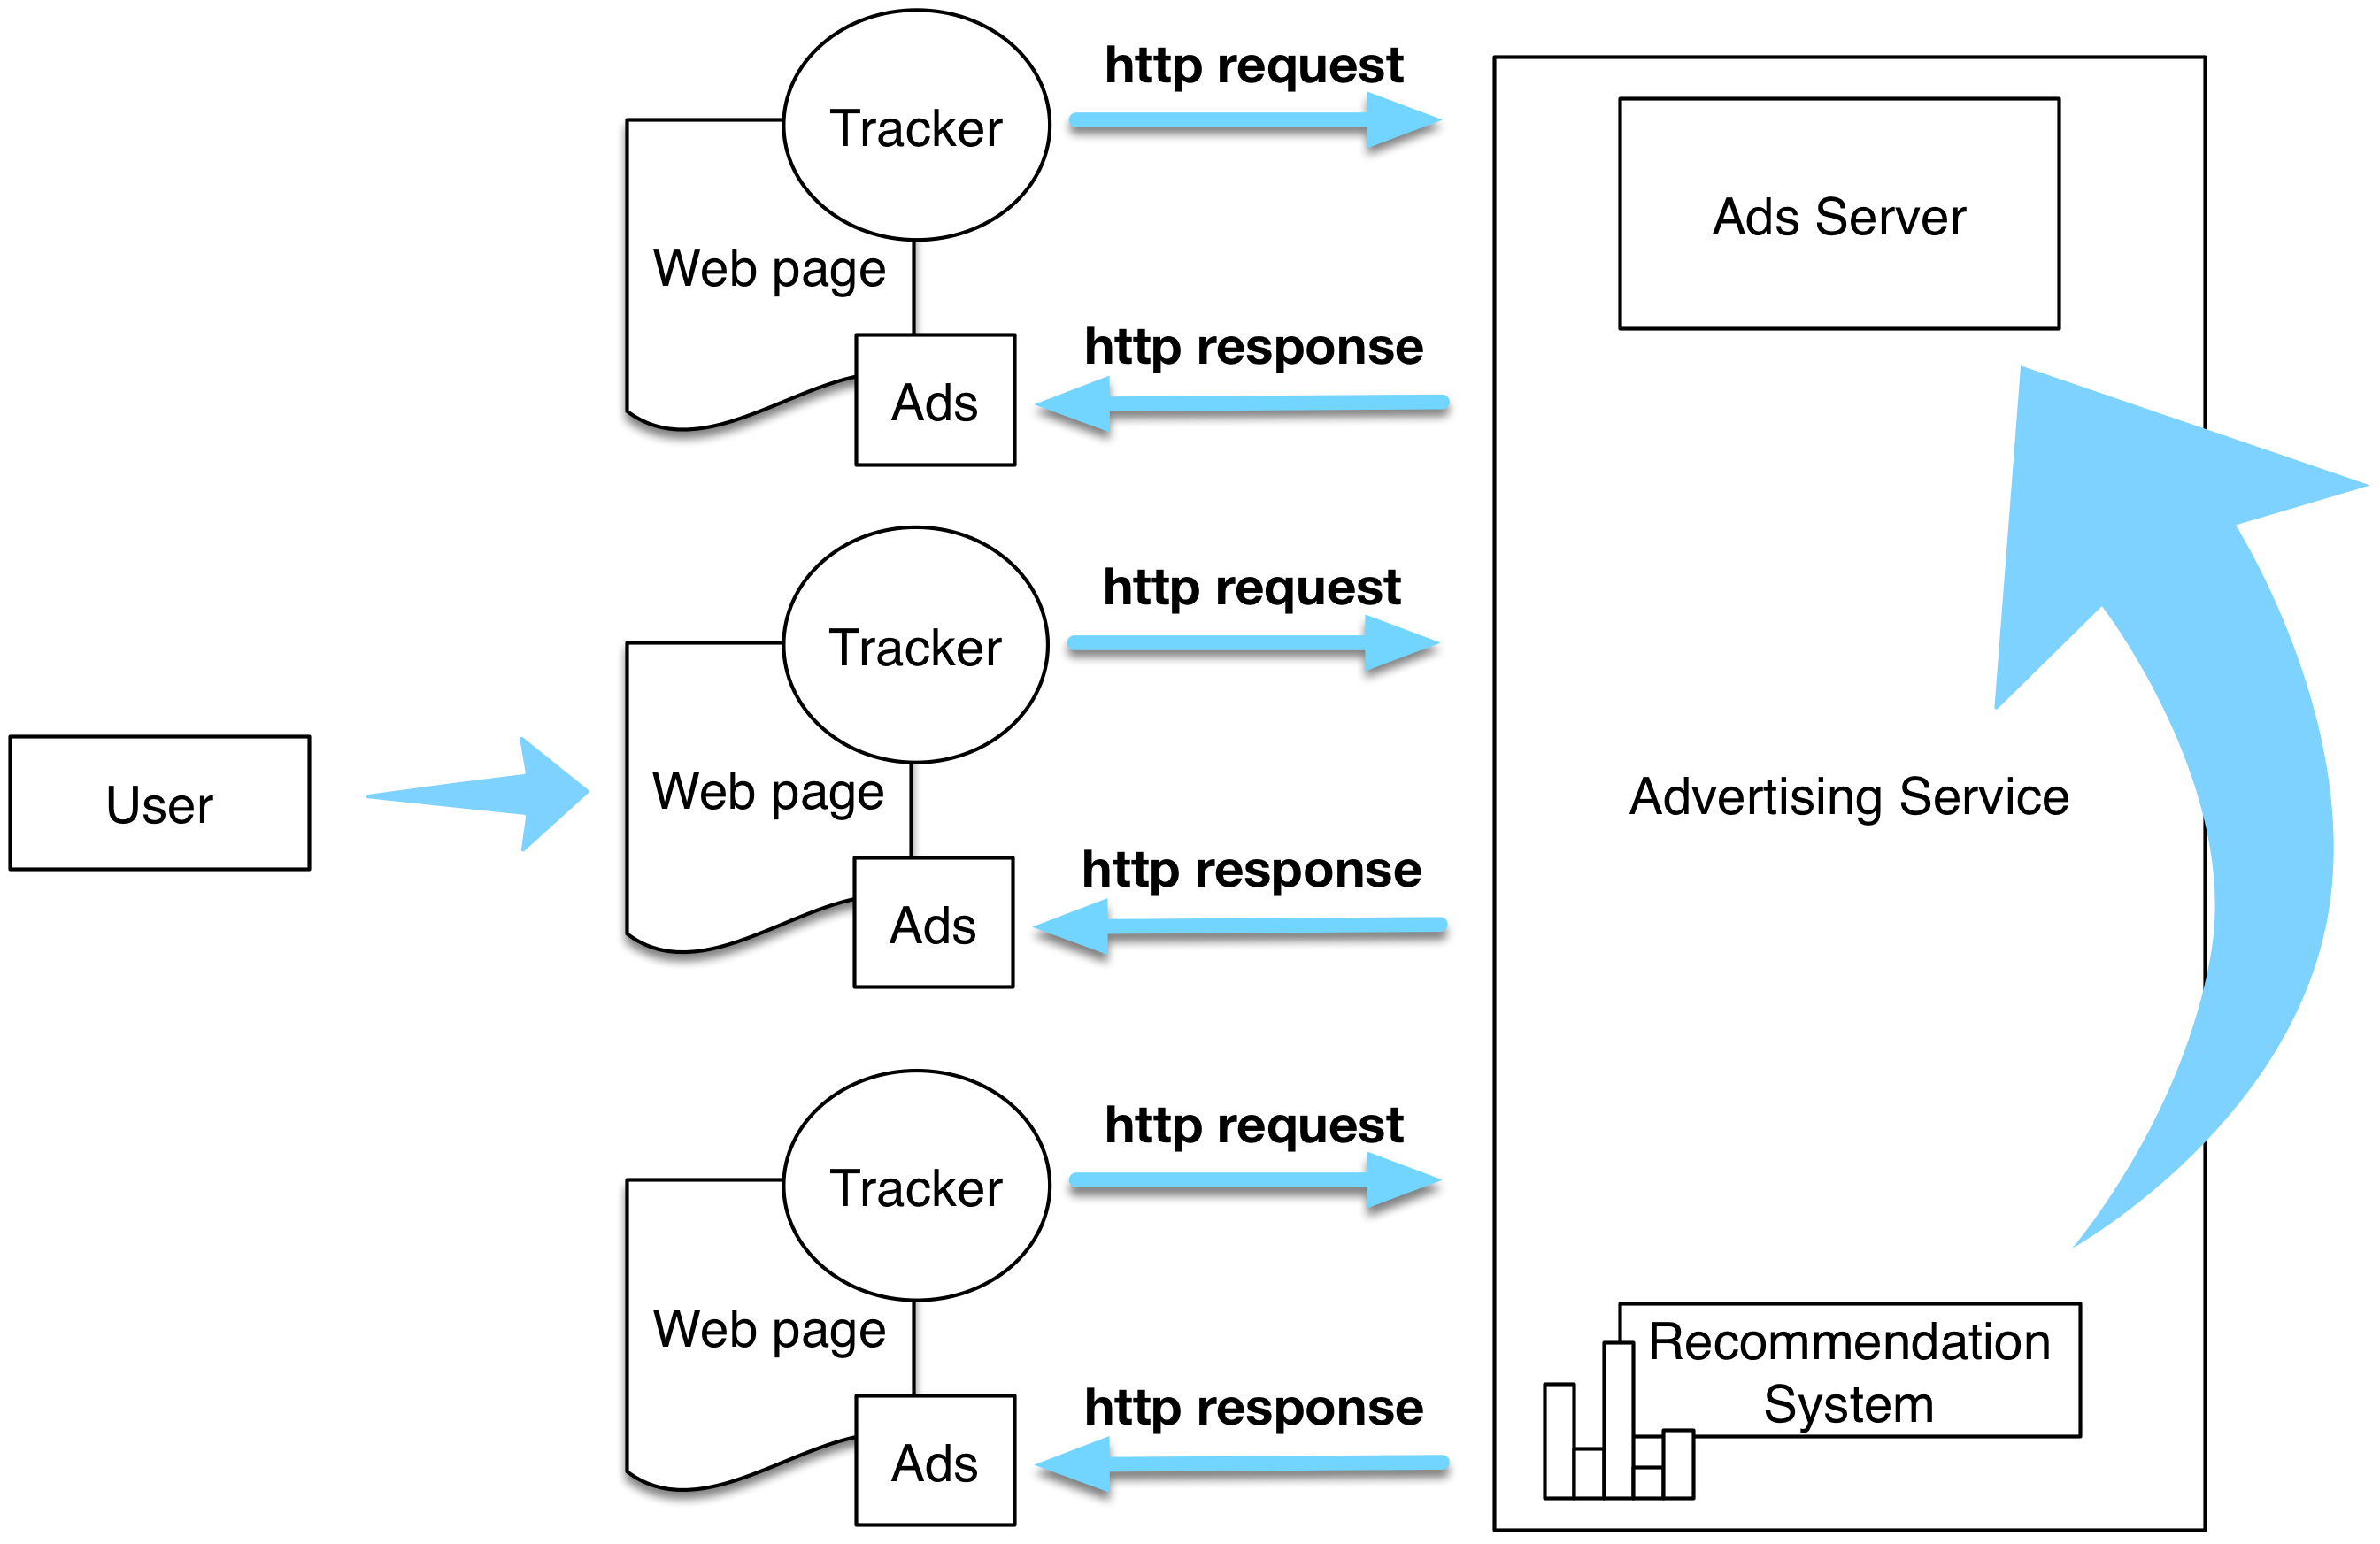 Tracker
http request
Web page
http response
Ads
Ads Server
Tracker
http request
User
Web page
http response
Ads
Advertising Service
Tracker
http request
Web page
http response
Ads
Recommendation
System